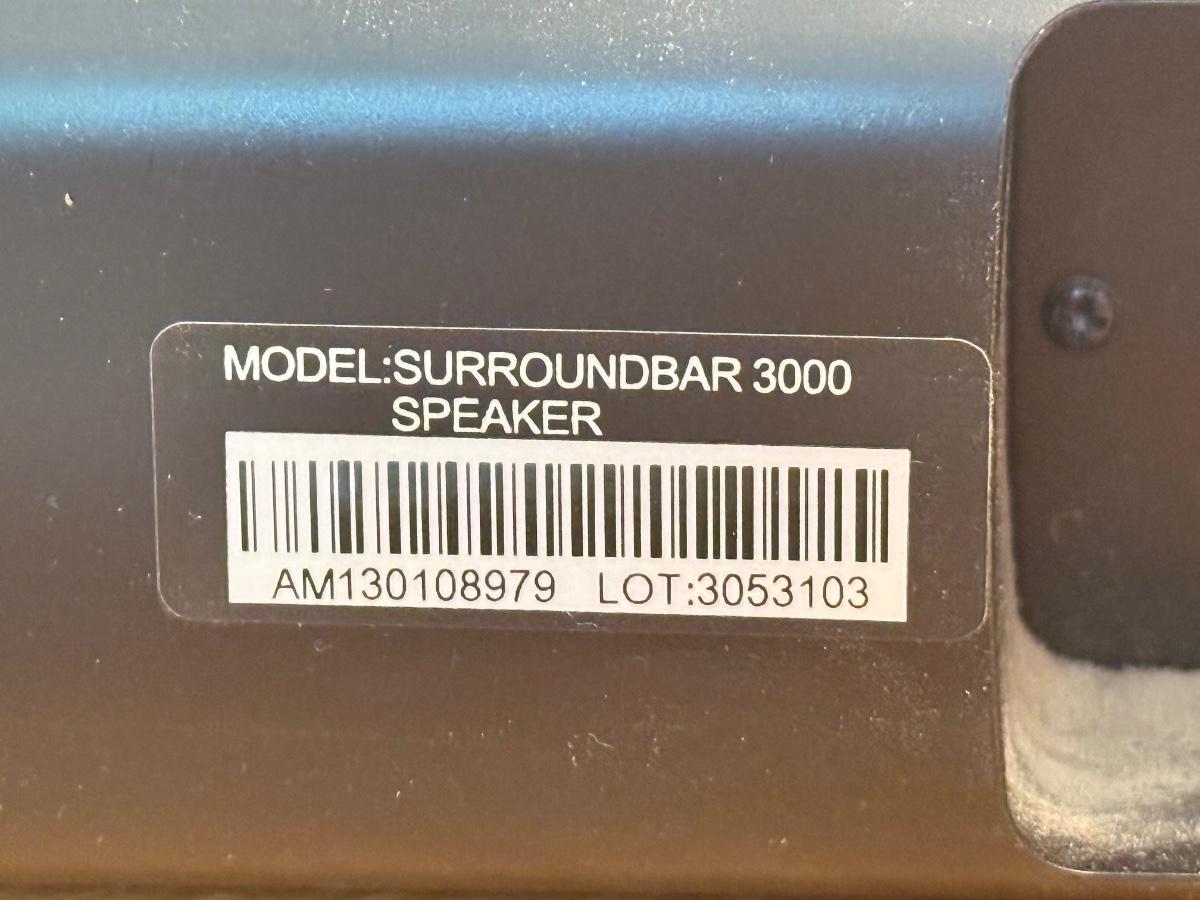 MODEL:SURROUNDBAR 3000
SPEAKER
AM130108979 LOT:3053103